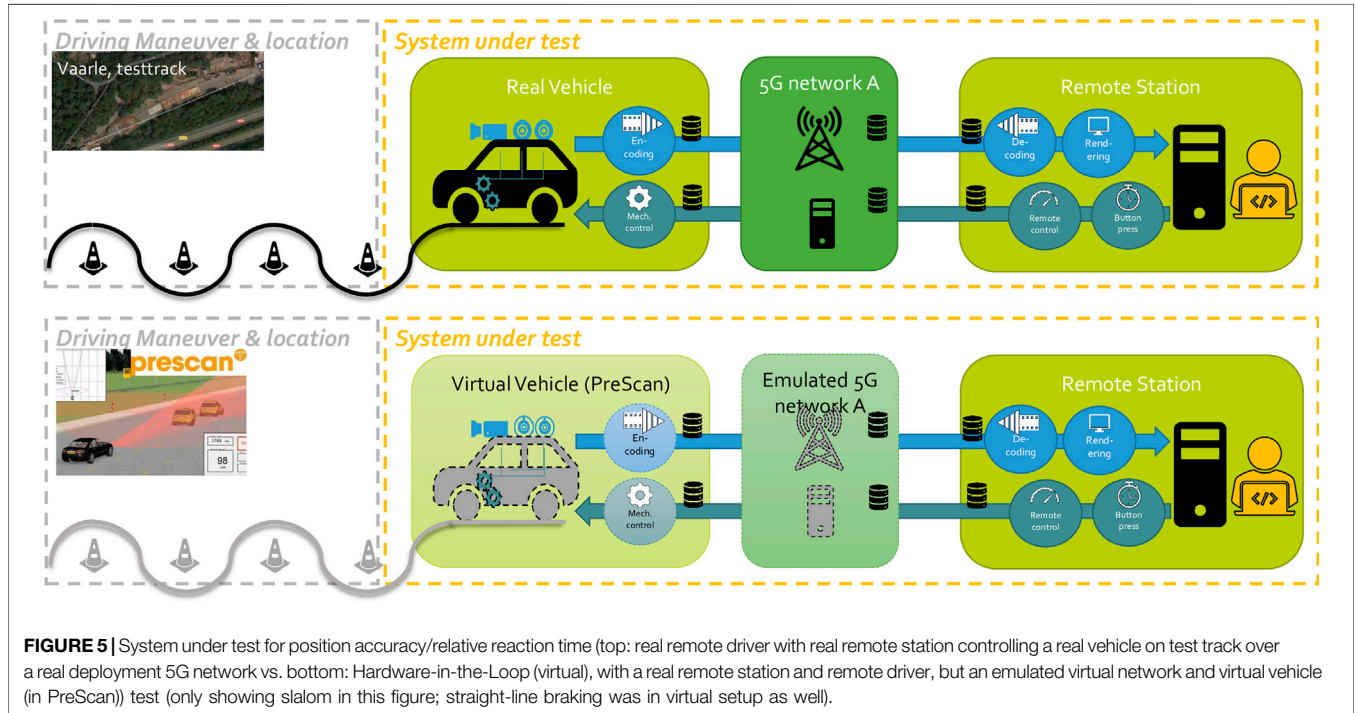 Driving Maneuver & location
System under test
Vaarle, testtrack
Real Vehicle
5G network A
Remote Station
En-
coding
De-
coding
Rend-
ering
Mech.
control
Remote
control
Button
press
</>
Driving Maneuver & location
System under test
prescan
Virtual Vehicle (PreScan)
Emulated 5G
network A
Remote Station
98
En-
coding
De-
coding
Rend-
ering
Mech.
control
Remote
control
Button
press
</>
FIGURE 5 | System under test for position accuracy/relative reaction time (top: real remote driver with real remote station controlling a real vehicle on test track over
a real deployment 5G network vs. bottom: Hardware-in-the-Loop (virtual), with a real remote station and remote driver, but an emulated virtual network and virtual vehicle
(in PreScan)) test (only showing slalom in this figure; straight-line braking was in virtual setup as well).